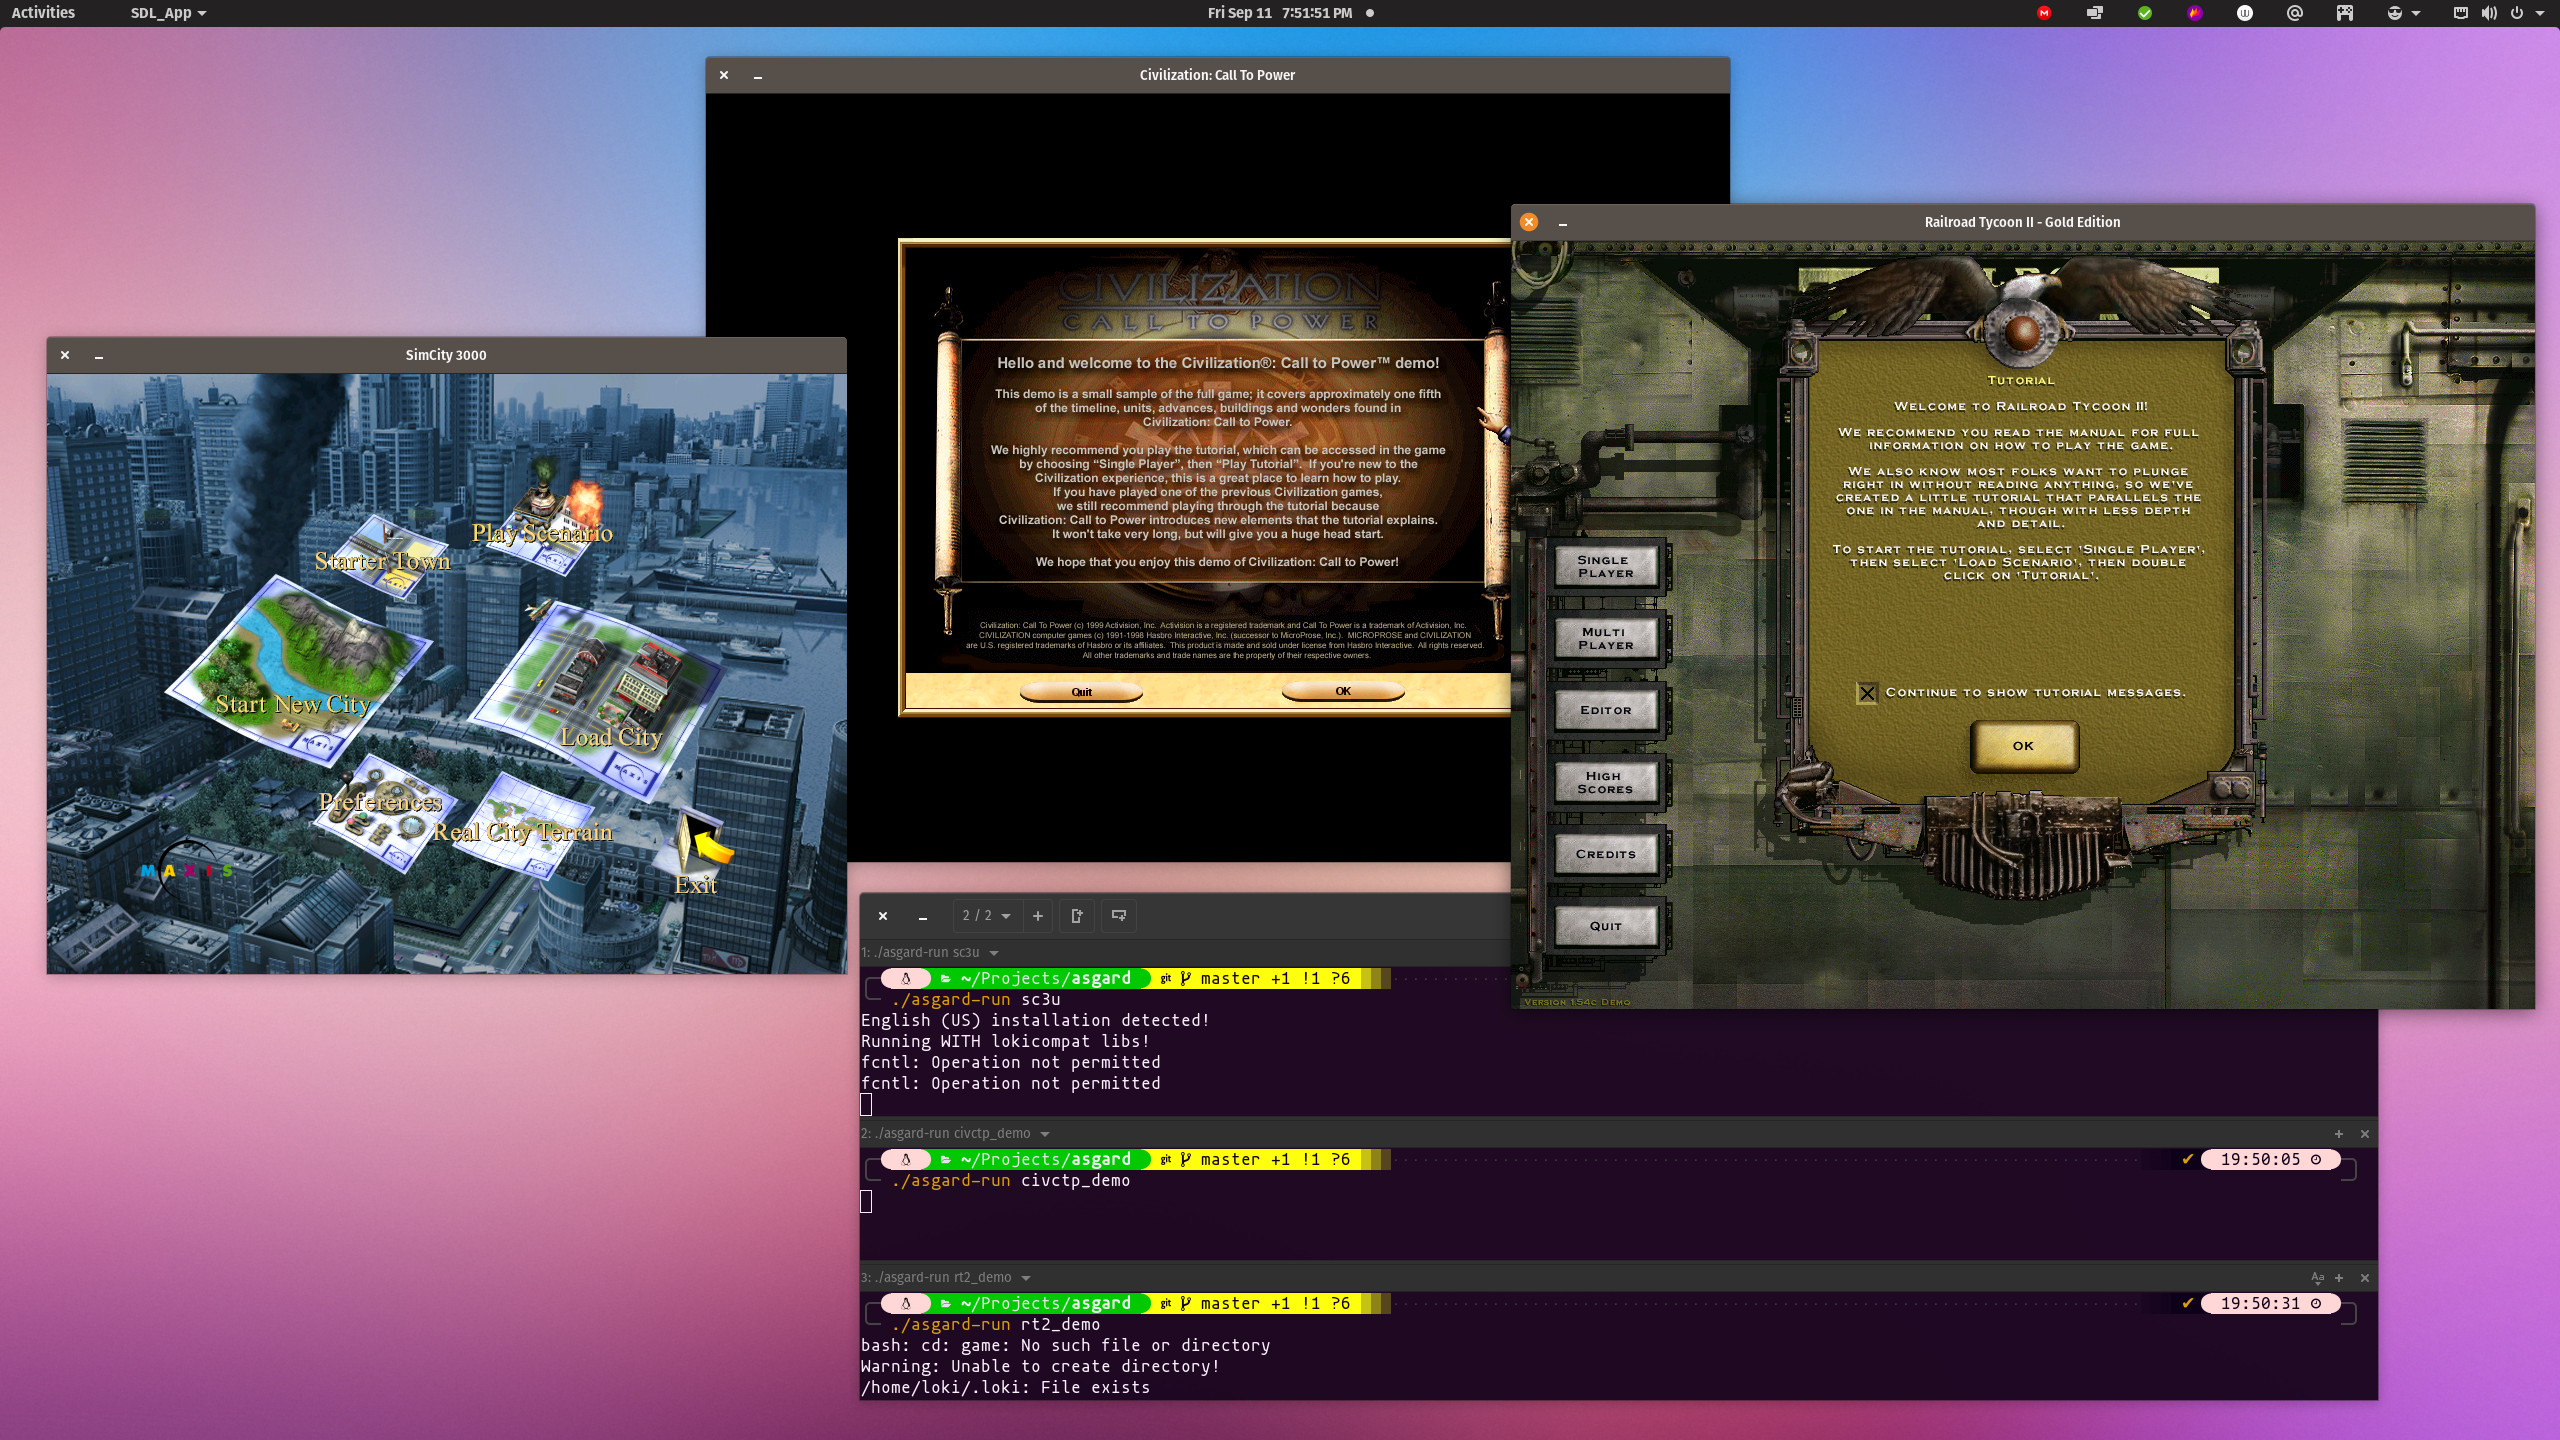 Activities
SDL_App
Fri Sep 11 7:51:51 PM
Civilization: Call To Power
CIVILIZATION
CALL TO POWER
Hello and welcome to the Civilization®: Call to Power™ demo!
This demo is a small sample of the full game; it covers approximately one fifth
of the timeline, units, advances, buildings and wonders found in
Civilization: Call to Power.
We highly recommend you play the tutorial, which can be accessed in the game
by choosing “Single Player”, then “Play Tutorial”. If you're new to the
Civilization experience, this is a great place to learn how to play.
If you have played one of the previous Civilization games,
we still recommend playing through the tutorial because
Civilization: Call to Power introduces new elements that the tutorial explains.
It won't take very long, but will give you a huge head start.
We hope that you enjoy this demo of Civilization: Call to Power!
Civilization: Call To Power (c) 1999 Activision, Inc. Activision is a registered trademark and Call To Power is a trademark of Activision, Inc.
CIVILIZATION computer games (c) 1991-1998 Hasbro Interactive, Inc. (successor to MicroProse, Inc.). MICROPROSE and CIVILIZATION
are U.S. registered trademarks of Hasbro or its affiliates. This product is made and sold under license from Hasbro Interactive. All rights reserved.
All other trademarks and trade names are the property of their respective owners.
Quit
OK
Railroad Tycoon II - Gold Edition
TUTORIAL
WELCOME TO RAILROAD TYCOON II!
WE RECOMMEND YOU READ THE MANUAL FOR FULL
INFORMATION ON HOW TO PLAY THE GAME.
WE ALSO KNOW MOST FOLKS WANT TO PLUNGE
RIGHT IN WITHOUT READING ANYTHING, SO WE'VE
CREATED A LITTLE TUTORIAL THAT PARALLELS THE
ONE IN THE MANUAL, THOUGH WITH LESS DEPTH
AND DETAIL.
TO START THE TUTORIAL, SELECT 'SINGLE PLAYER',
THEN SELECT 'LOAD SCENARIO', THEN DOUBLE
CLICK ON 'TUTORIAL'.
CONTINUE TO SHOW TUTORIAL MESSAGES.
OK
SINGLE
PLAYER
MULTI
PLAYER
EDITOR
HIGH
SCORES
CREDITS
QUIT
VERSION 1.54C DEMO
SimCity 3000
Play Scenario
Starter Town
Start New City
Load City
MAXIS
MAXIS
Preferences
Real City Terrain
MAXIS
Exit
2 / 2
1: ./asgard-run sc3u
~/Projects/asgard git master +1 !1 ?6
./asgard-run sc3u
English (US) installation detected!
Running WITH lokicompat libs!
fcntl: Operation not permitted
fcntl: Operation not permitted
2: ./asgard-run civctp_demo
~/Projects/asgard git master +1 !1 ?6 ✔ 19:50:05
./asgard-run civctp_demo
3: ./asgard-run rt2_demo
~/Projects/asgard git master +1 !1 ?6 ✔ 19:50:31
./asgard-run rt2_demo
bash: cd: game: No such file or directory
Warning: Unable to create directory!
/home/loki/.loki: File exists